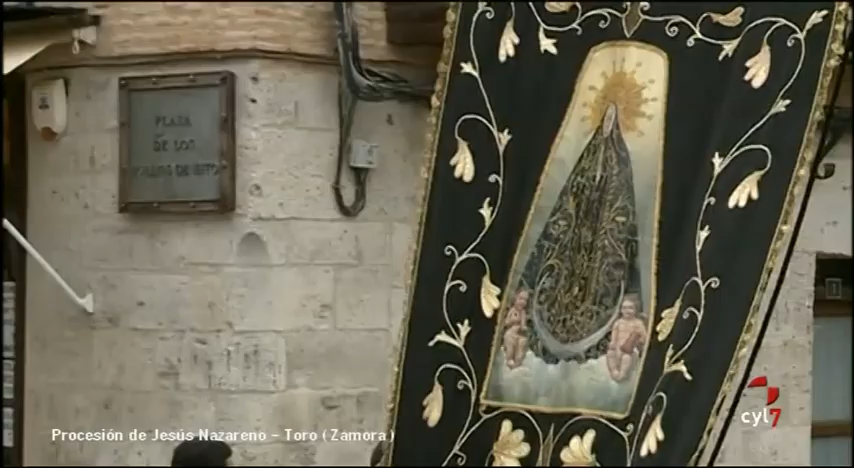 PLAZA
DE LOS
cyl7
Procesión de Jesús Nazareno – Toro ( Zamora )